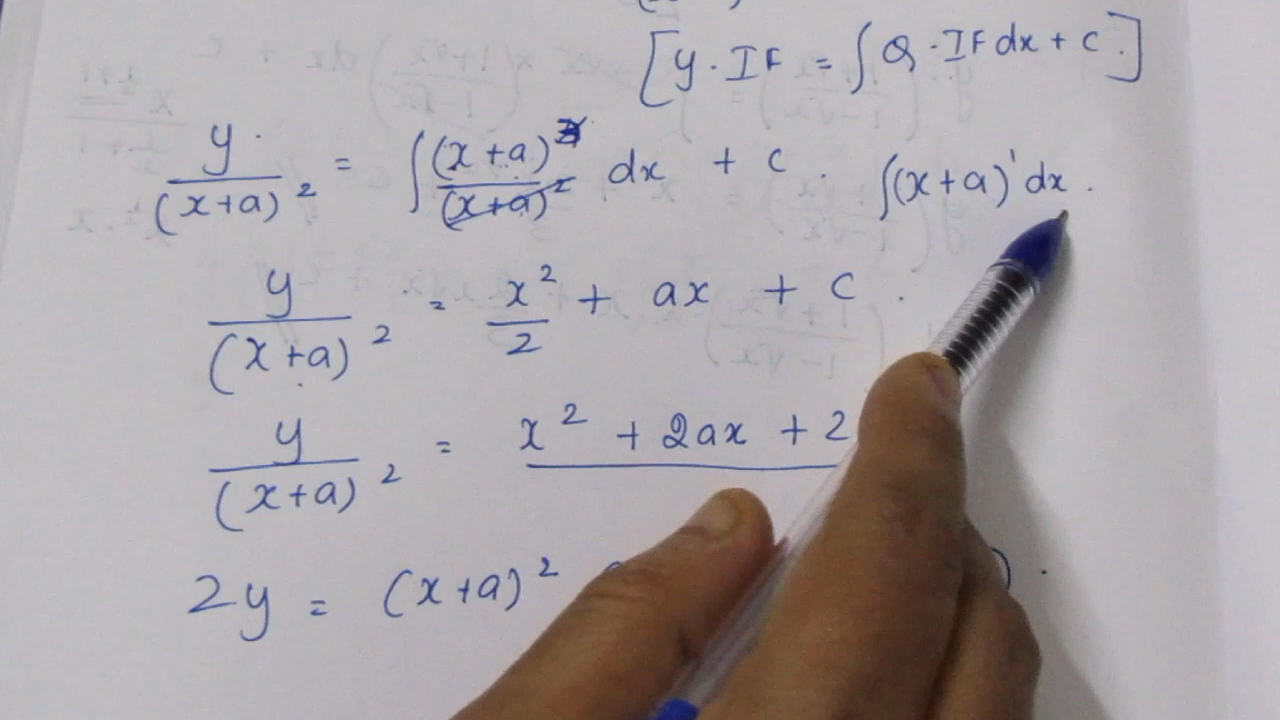 [y · IF = ∫ Q · IF dx + c.]
y/(x+a)² = ∫ (x+a)³/(x+a)² dx + c. ∫(x+a)¹ dx.
y/(x+a)² = x²/2 + ax + c.
y/(x+a)² = x² + 2ax + 2
2y = (x+a)² ) .